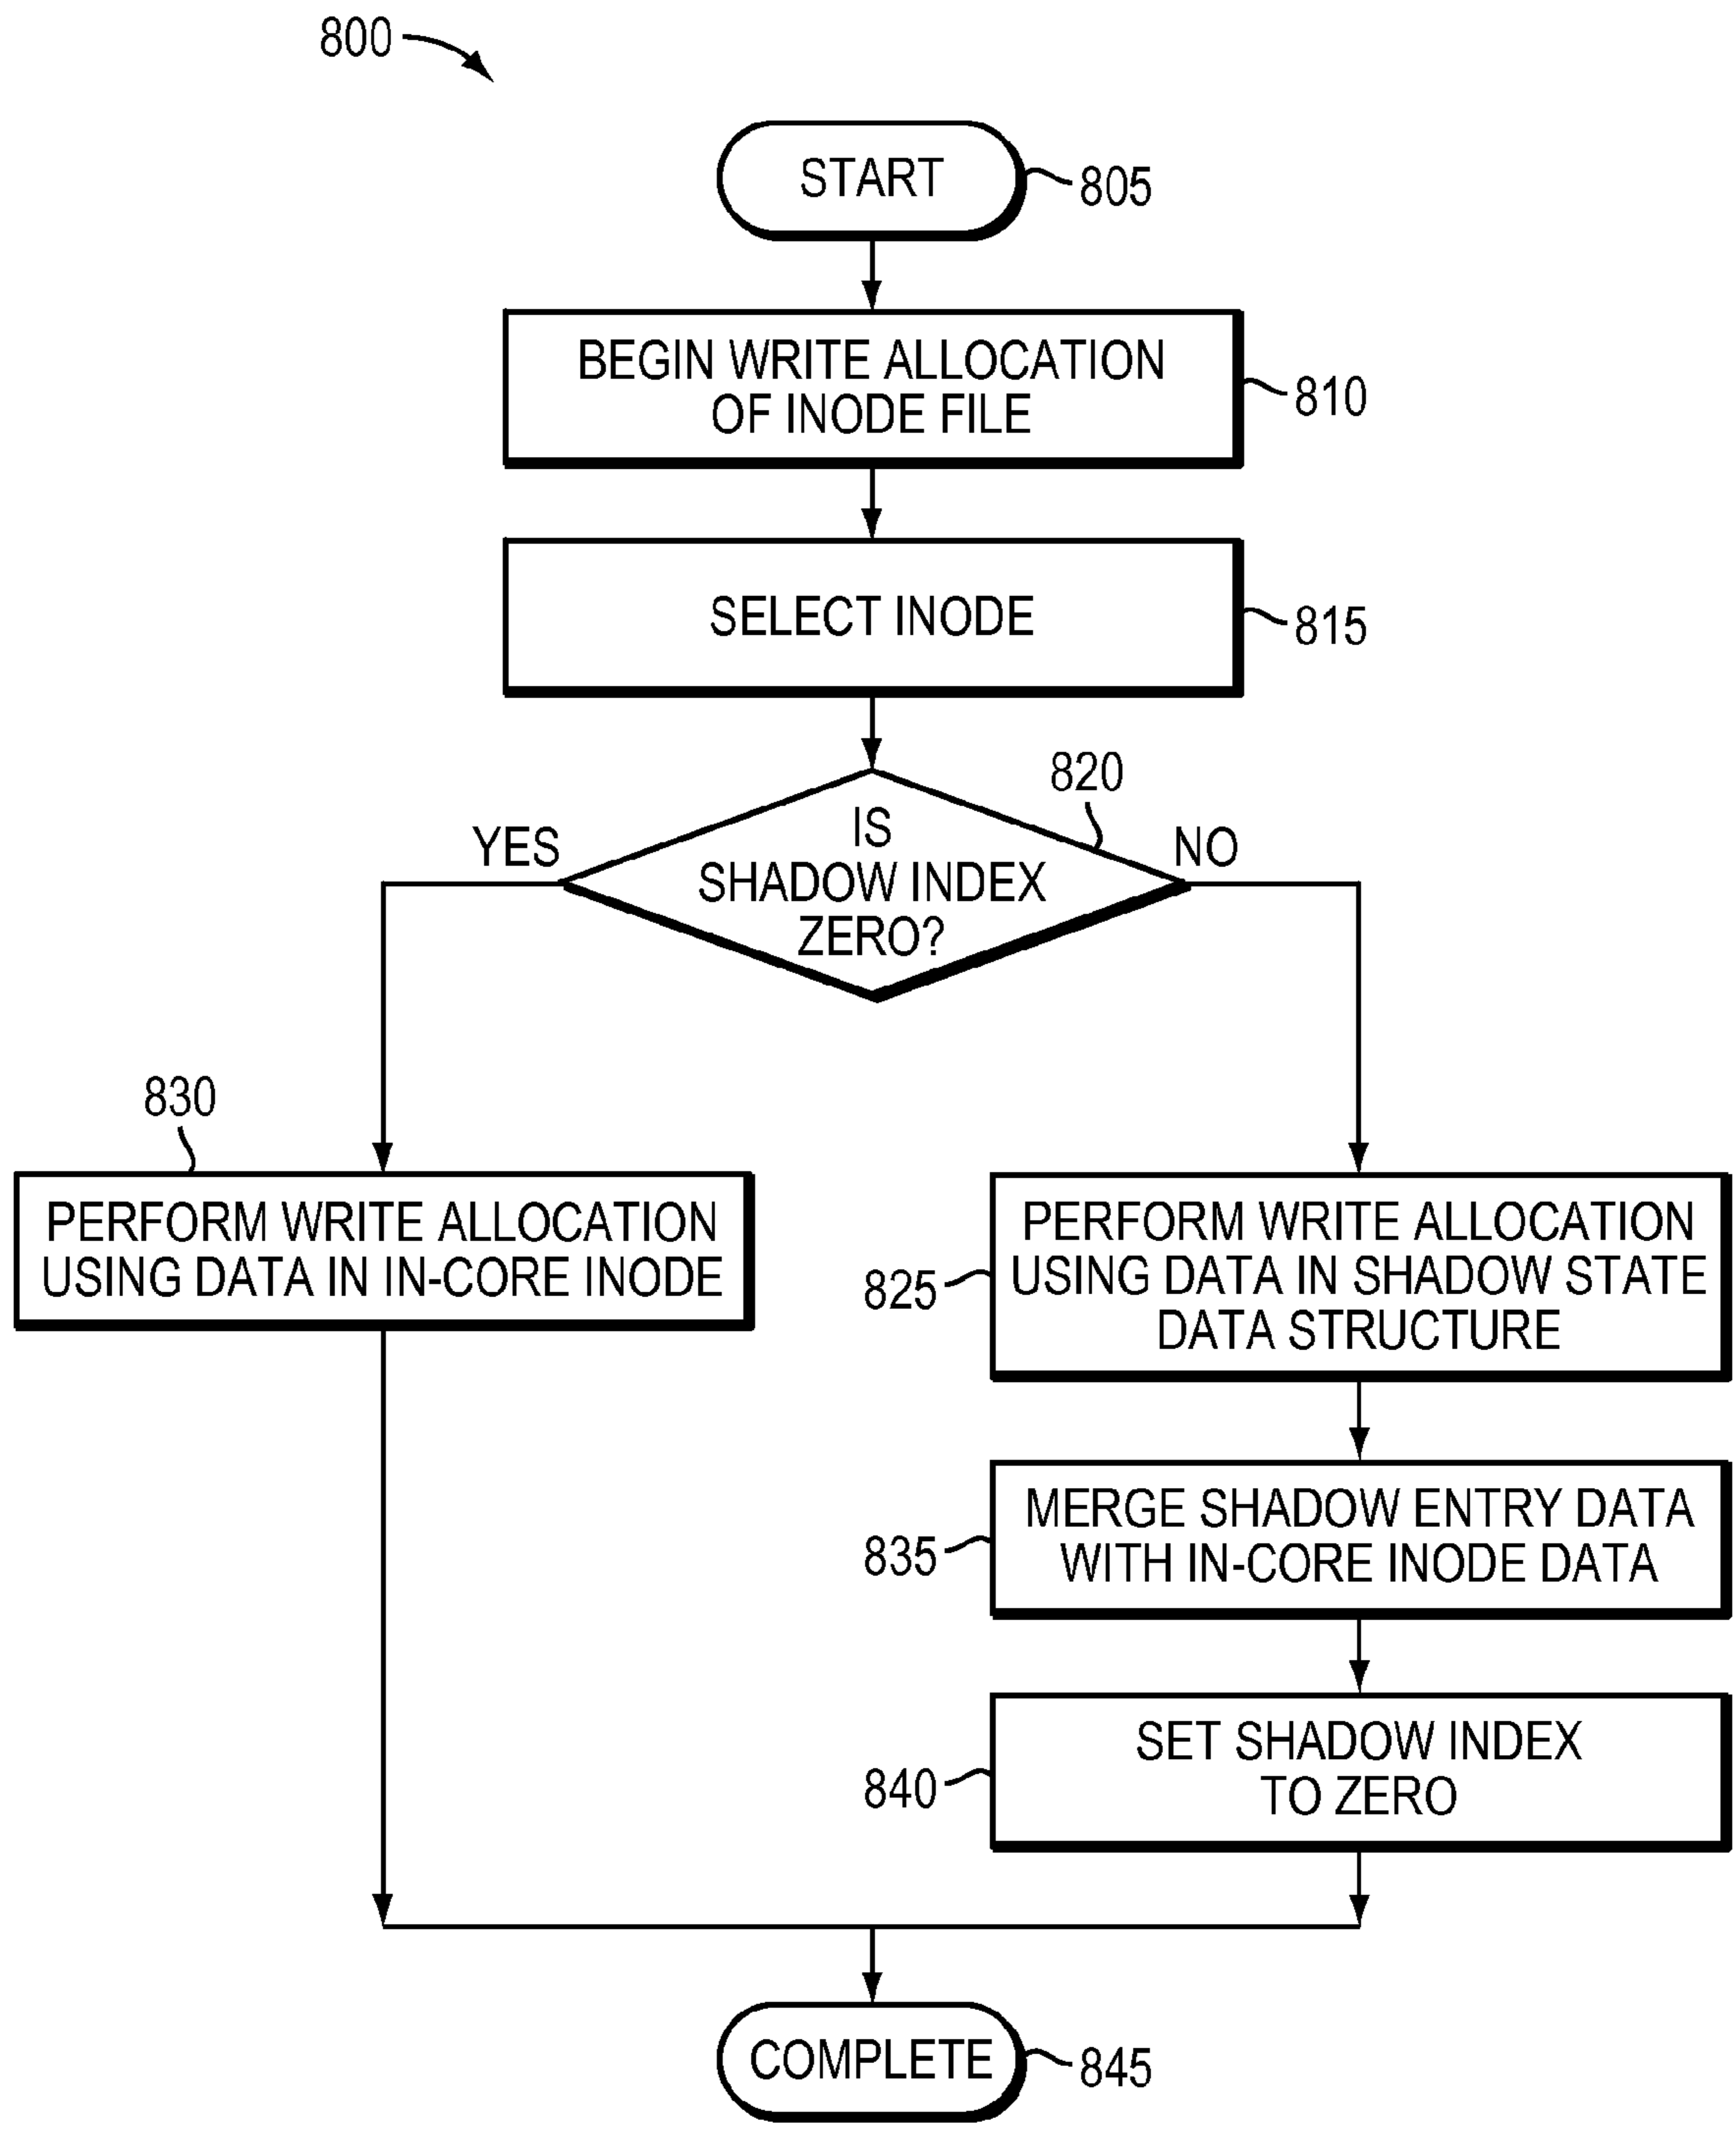 800
START
805
BEGIN WRITE ALLOCATION
OF INODE FILE
810
SELECT INODE
815
820
IS
SHADOW INDEX
ZERO?
YES
NO
830
PERFORM WRITE ALLOCATION
USING DATA IN IN-CORE INODE
PERFORM WRITE ALLOCATION
USING DATA IN SHADOW STATE
DATA STRUCTURE
825
MERGE SHADOW ENTRY DATA
WITH IN-CORE INODE DATA
835
SET SHADOW INDEX
TO ZERO
840
COMPLETE
845